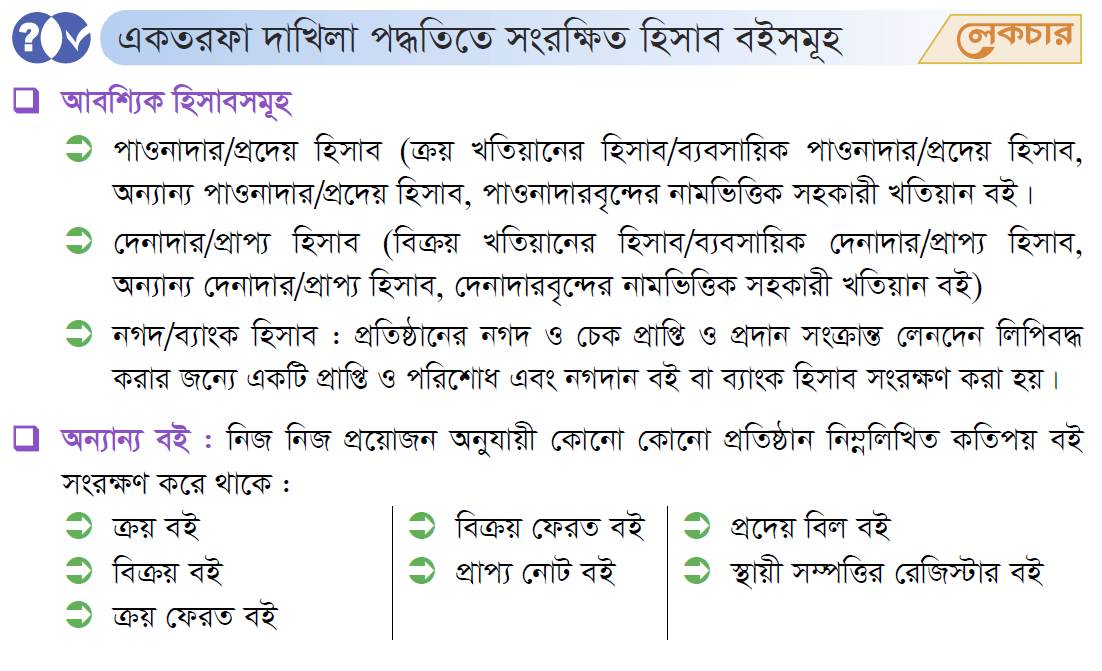 একতরফা দাখিলা পদ্ধতিতে সংরক্ষিত হিসাব বইসমূহ
লেকচার
আবশ্যিক হিসাবসমূহ
পাওনাদার/প্রদেয় হিসাব (ক্রয় খতিয়ানের হিসাব/ব্যবসায়িক পাওনাদার/প্রদেয় হিসাব,
অন্যান্য পাওনাদার/প্রদেয় হিসাব, পাওনাদারবৃন্দের নামভিত্তিক সহকারী খতিয়ান বই।
দেনাদার/প্রাপ্য হিসাব (বিক্রয় খতিয়ানের হিসাব/ব্যবসায়িক দেনাদার/প্রাপ্য হিসাব,
অন্যান্য দেনাদার/প্রাপ্য হিসাব, দেনাদারবৃন্দের নামভিত্তিক সহকারী খতিয়ান বই)
নগদ/ব্যাংক হিসাব : প্রতিষ্ঠানের নগদ ও চেক প্রাপ্তি ও প্রদান সংক্রান্ত লেনদেন লিপিবদ্ধ
করার জন্যে একটি প্রাপ্তি ও পরিশোধ এবং নগদান বই বা ব্যাংক হিসাব সংরক্ষণ করা হয়।
অন্যান্য বই : নিজ নিজ প্রয়োজন অনুযায়ী কোনো কোনো প্রতিষ্ঠান নিম্নলিখিত কতিপয় বই
সংরক্ষণ করে থাকে :
ক্রয় বই
বিক্রয় বই
ক্রয় ফেরত বই
বিক্রয় ফেরত বই
প্রাপ্য নোট বই
প্রদেয় বিল বই
স্থায়ী সম্পত্তির রেজিস্টার বই